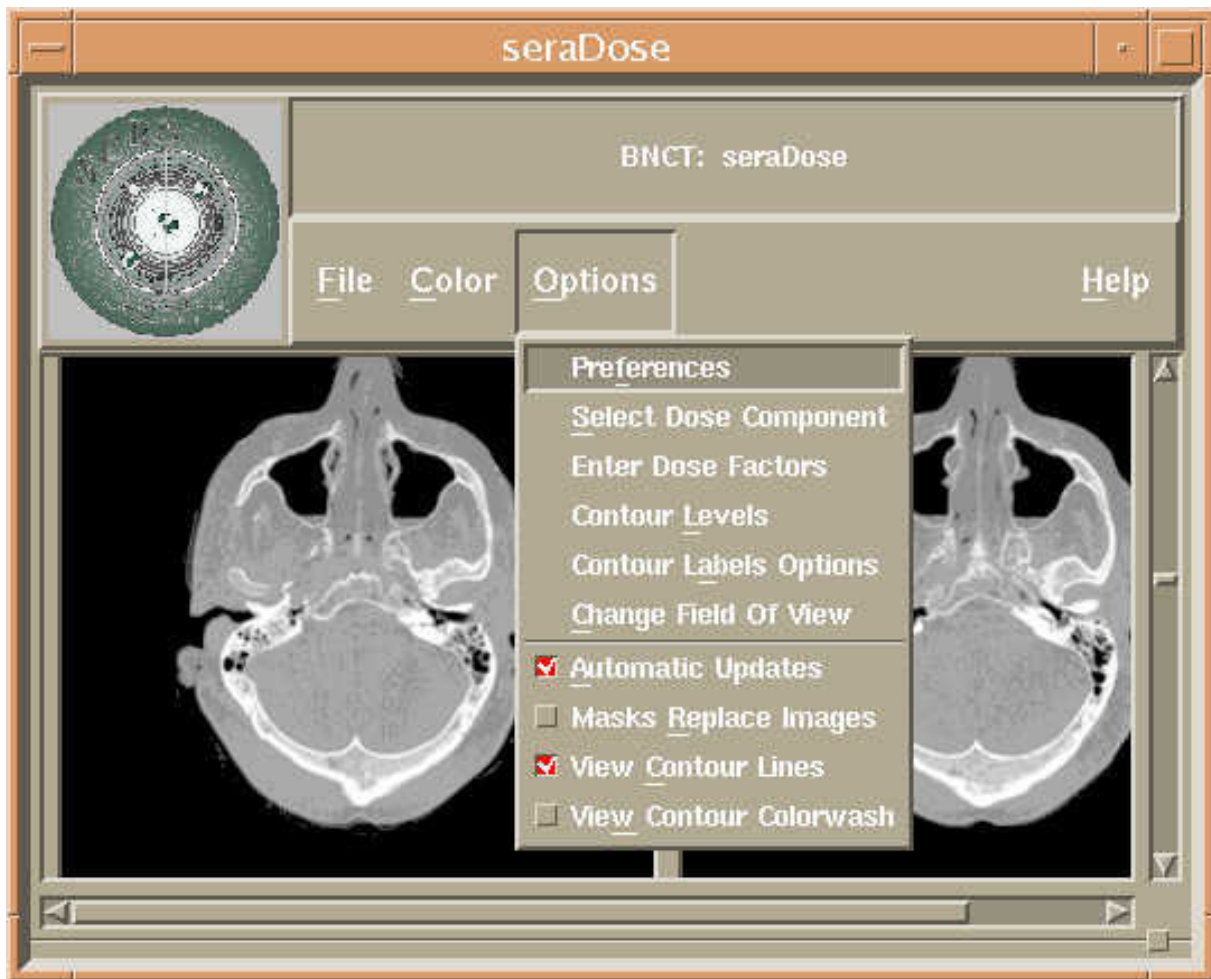 seraDose
BNCT: seraDose
File Color Options Help
Preferences
Select Dose Component
Enter Dose Factors
Contour Levels
Contour Labels Options
Change Field Of View
Automatic Updates
Masks Replace Images
View Contour Lines
View Contour Colorwash